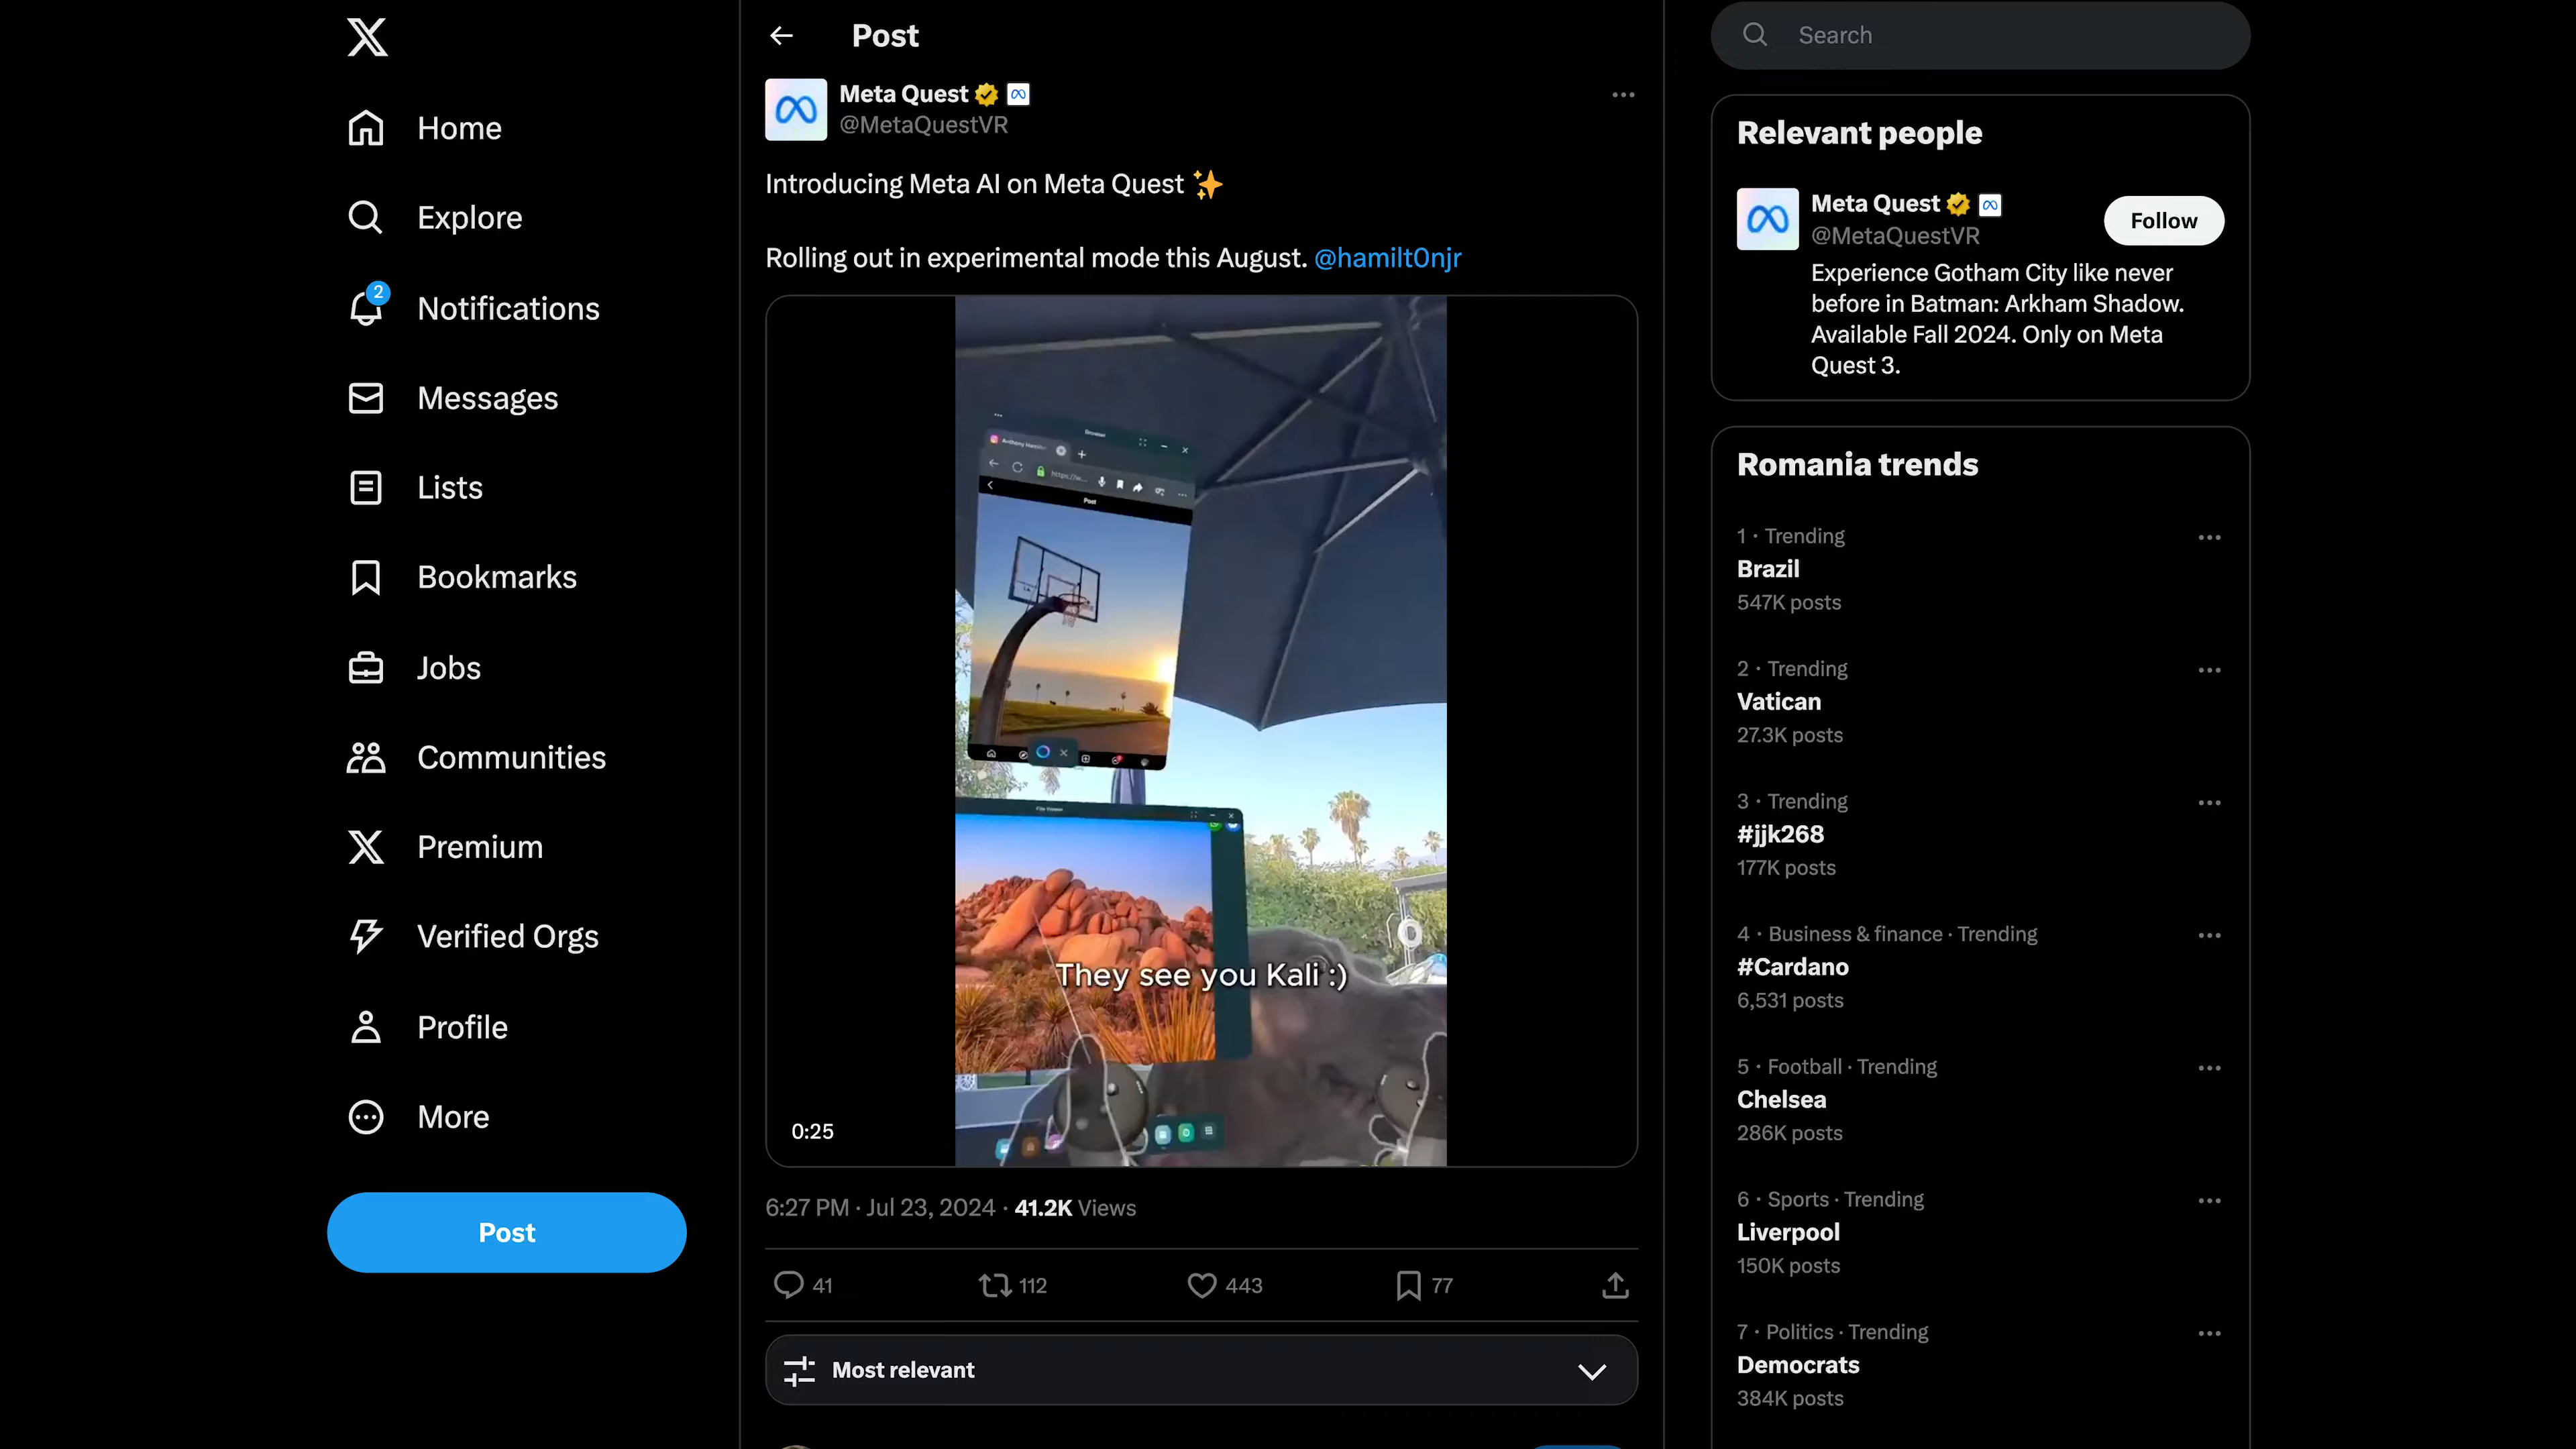 Home
Explore
2
Notifications
Messages
Lists
Bookmarks
Jobs
Communities
Premium
Verified Orgs
Profile
More
Post
Post
Meta Quest
@MetaQuestVR
Introducing Meta AI on Meta Quest ✨
Rolling out in experimental mode this August. @hamilt0njr
Browser
https://w...
Post
They see you Kali :)
0:25
6:27 PM · Jul 23, 2024 · 41.2K Views
41
112
443
77
Most relevant
Search
Relevant people
Meta Quest
@MetaQuestVR
Follow
Experience Gotham City like never
before in Batman: Arkham Shadow.
Available Fall 2024. Only on Meta
Quest 3.
Romania trends
1 · Trending
Brazil
547K posts
2 · Trending
Vatican
27.3K posts
3 · Trending
#jjk268
177K posts
4 · Business & finance · Trending
#Cardano
6,531 posts
5 · Football · Trending
Chelsea
286K posts
6 · Sports · Trending
Liverpool
150K posts
7 · Politics · Trending
Democrats
384K posts